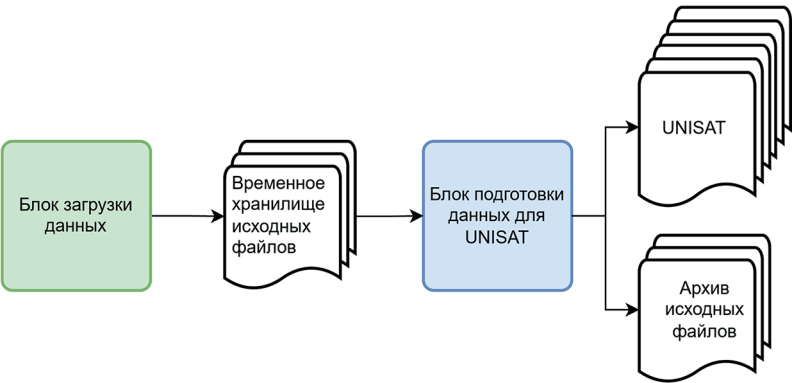 Блок загрузки
данных
Временное
хранилище
исходных
файлов
Блок подготовки
данных для
UNISAT
UNISAT
Архив
исходных
файлов